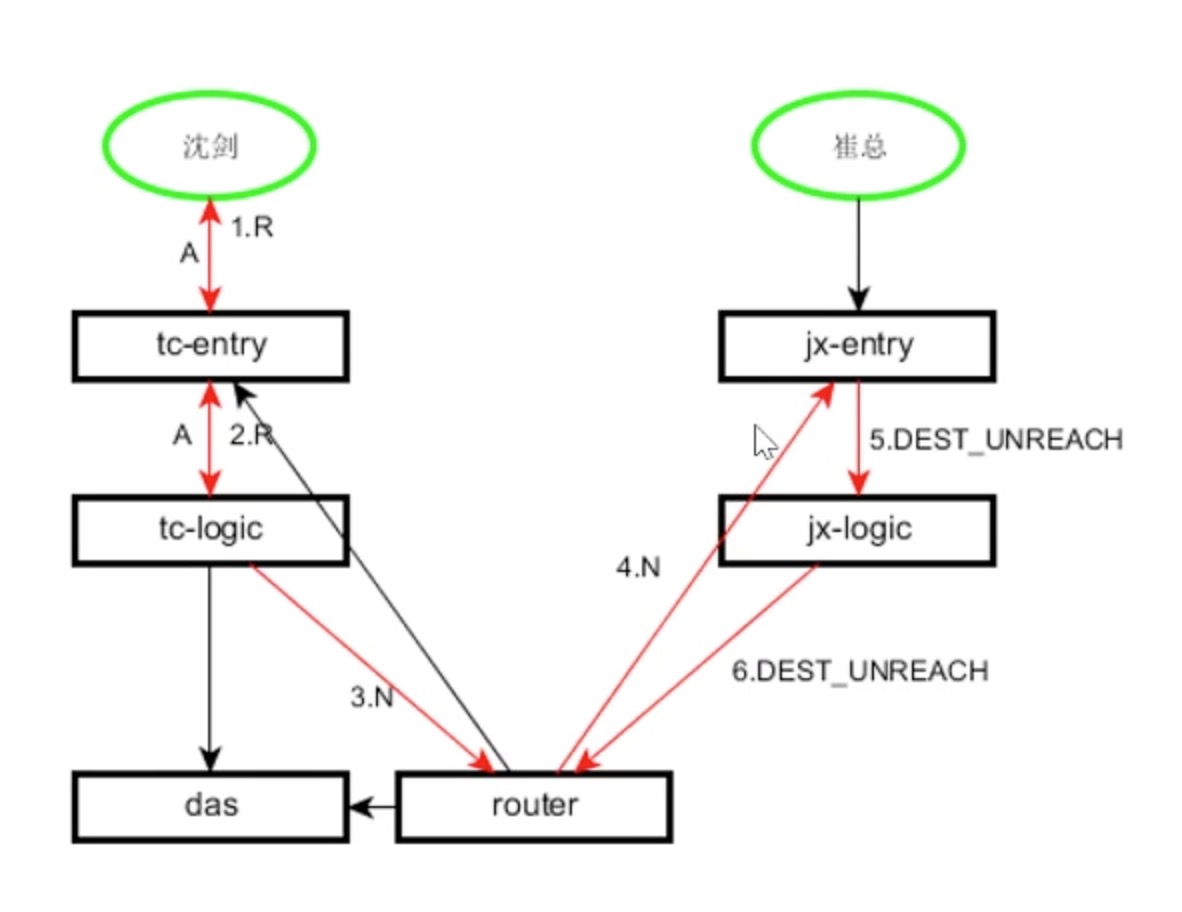 沈剑
崔总
1.R
A
tc-entry
jx-entry
A
2.R
5.DEST_UNREACH
tc-logic
jx-logic
4.N
6.DEST_UNREACH
3.N
das
router